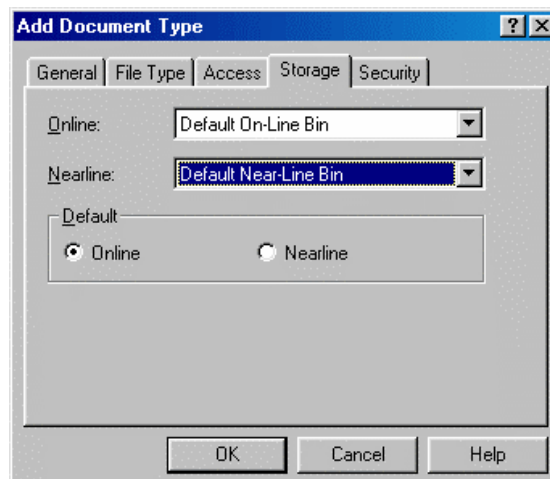 Add Document Type
General File Type Access Storage Security
Online: Default On-Line Bin
Nearline: Default Near-Line Bin
Default
Online Nearline
OK Cancel Help